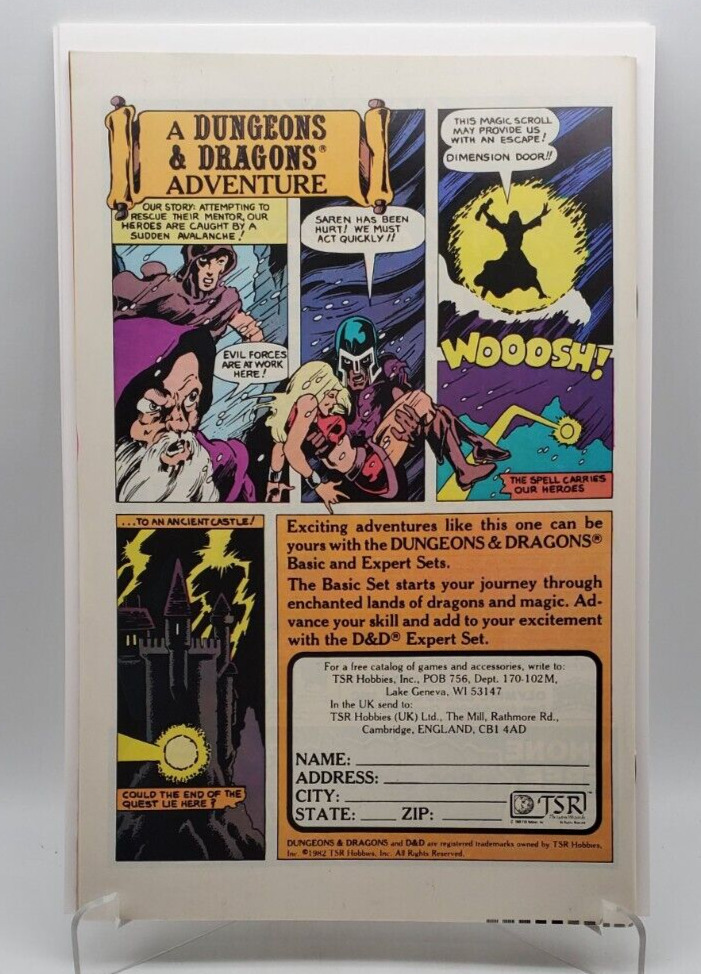 A DUNGEONS
& DRAGONS®
ADVENTURE
OUR STORY: ATTEMPTING TO
RESCUE THEIR MENTOR, OUR
HEROES ARE CAUGHT BY A
SUDDEN AVALANCHE!
EVIL FORCES
ARE AT WORK
HERE!
SAREN HAS BEEN
HURT! WE MUST
ACT QUICKLY!!
THIS MAGIC SCROLL
MAY PROVIDE US
WITH AN ESCAPE!
DIMENSION DOOR!!
WOOOSH!
THE SPELL CARRIES
OUR HEROES
...TO AN ANCIENT CASTLE!
COULD THE END OF THE
QUEST LIE HERE?
Exciting adventures like this one can be
yours with the DUNGEONS & DRAGONS®
Basic and Expert Sets.
The Basic Set starts your journey through
enchanted lands of dragons and magic. Ad-
vance your skill and add to your excitement
with the D&D® Expert Set.
For a free catalog of games and accessories, write to:
TSR Hobbies, Inc., POB 756, Dept. 170-102M,
Lake Geneva, WI 53147
In the UK send to:
TSR Hobbies (UK) Ltd., The Mill, Rathmore Rd.,
Cambridge, ENGLAND, CB1 4AD
NAME:
ADDRESS:
CITY:
STATE: ZIP:
TSR™
DUNGEONS & DRAGONS and D&D are registered trademarks owned by TSR Hobbies,
Inc. ©1982 TSR Hobbies, Inc. All Rights Reserved.